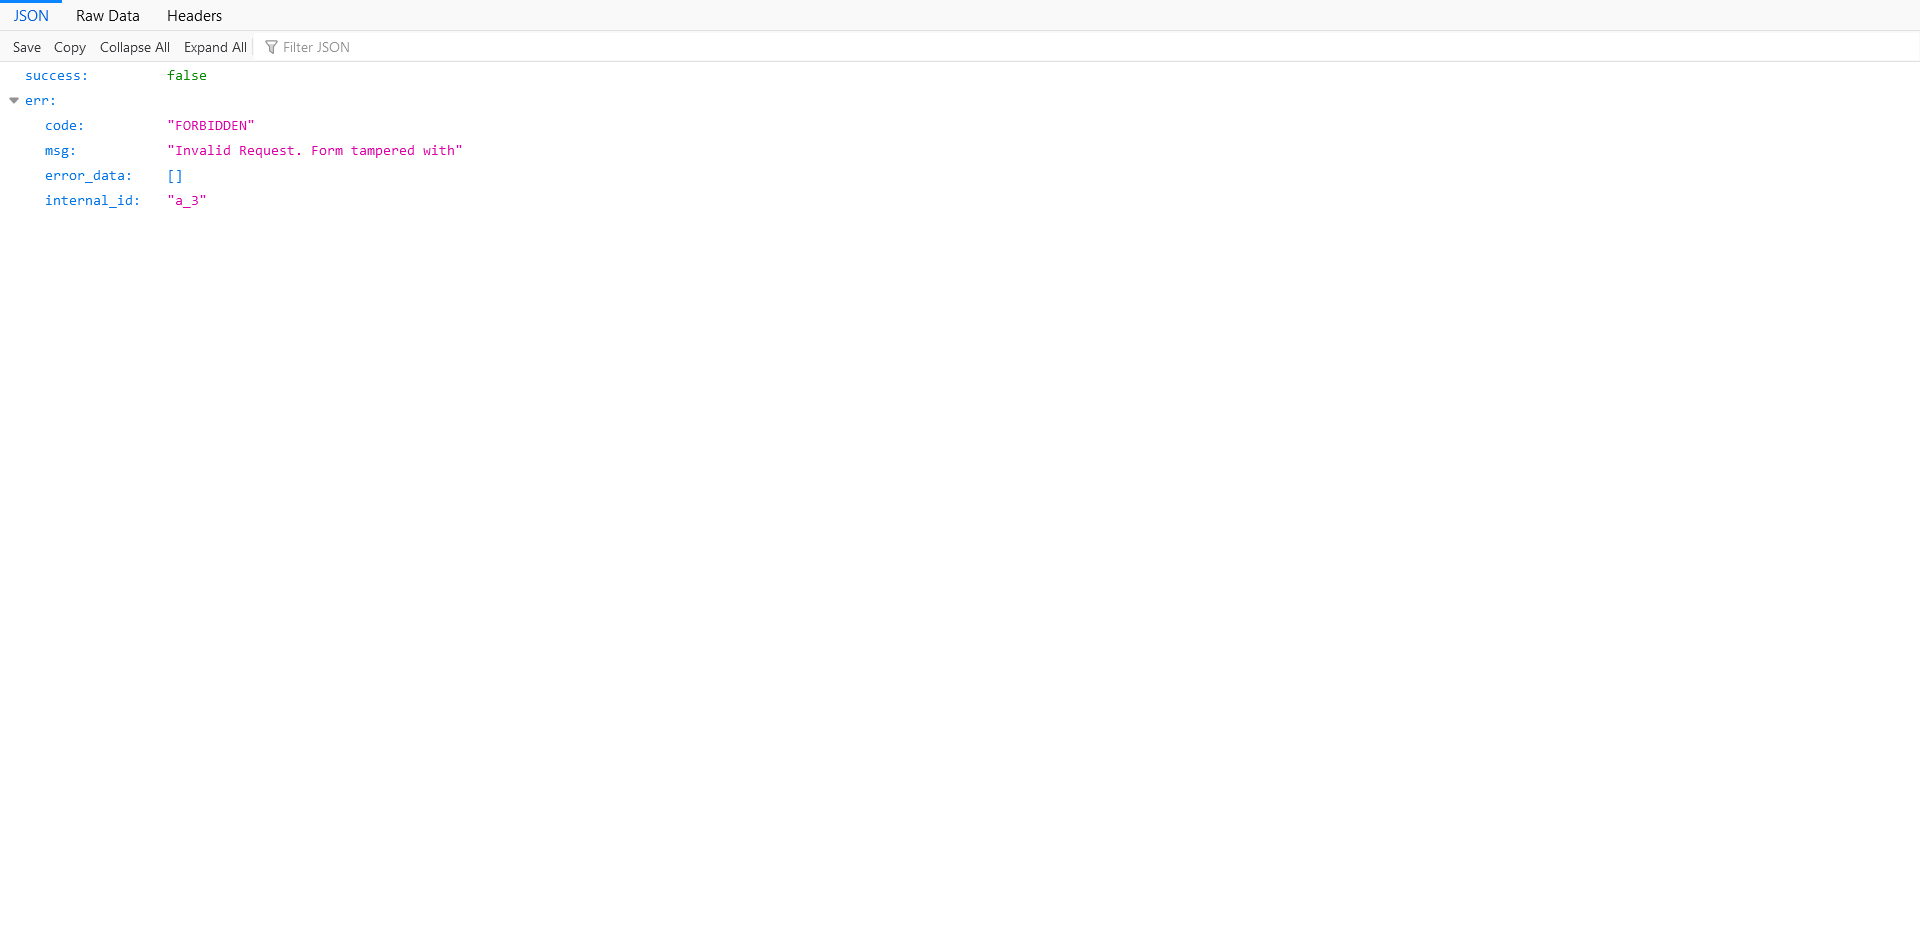 JSON Raw Data Headers
Save Copy Collapse All Expand All Filter JSON
success: false
err:
code: "FORBIDDEN"
msg: "Invalid Request. Form tampered with"
error_data: []
internal_id: "a_3"